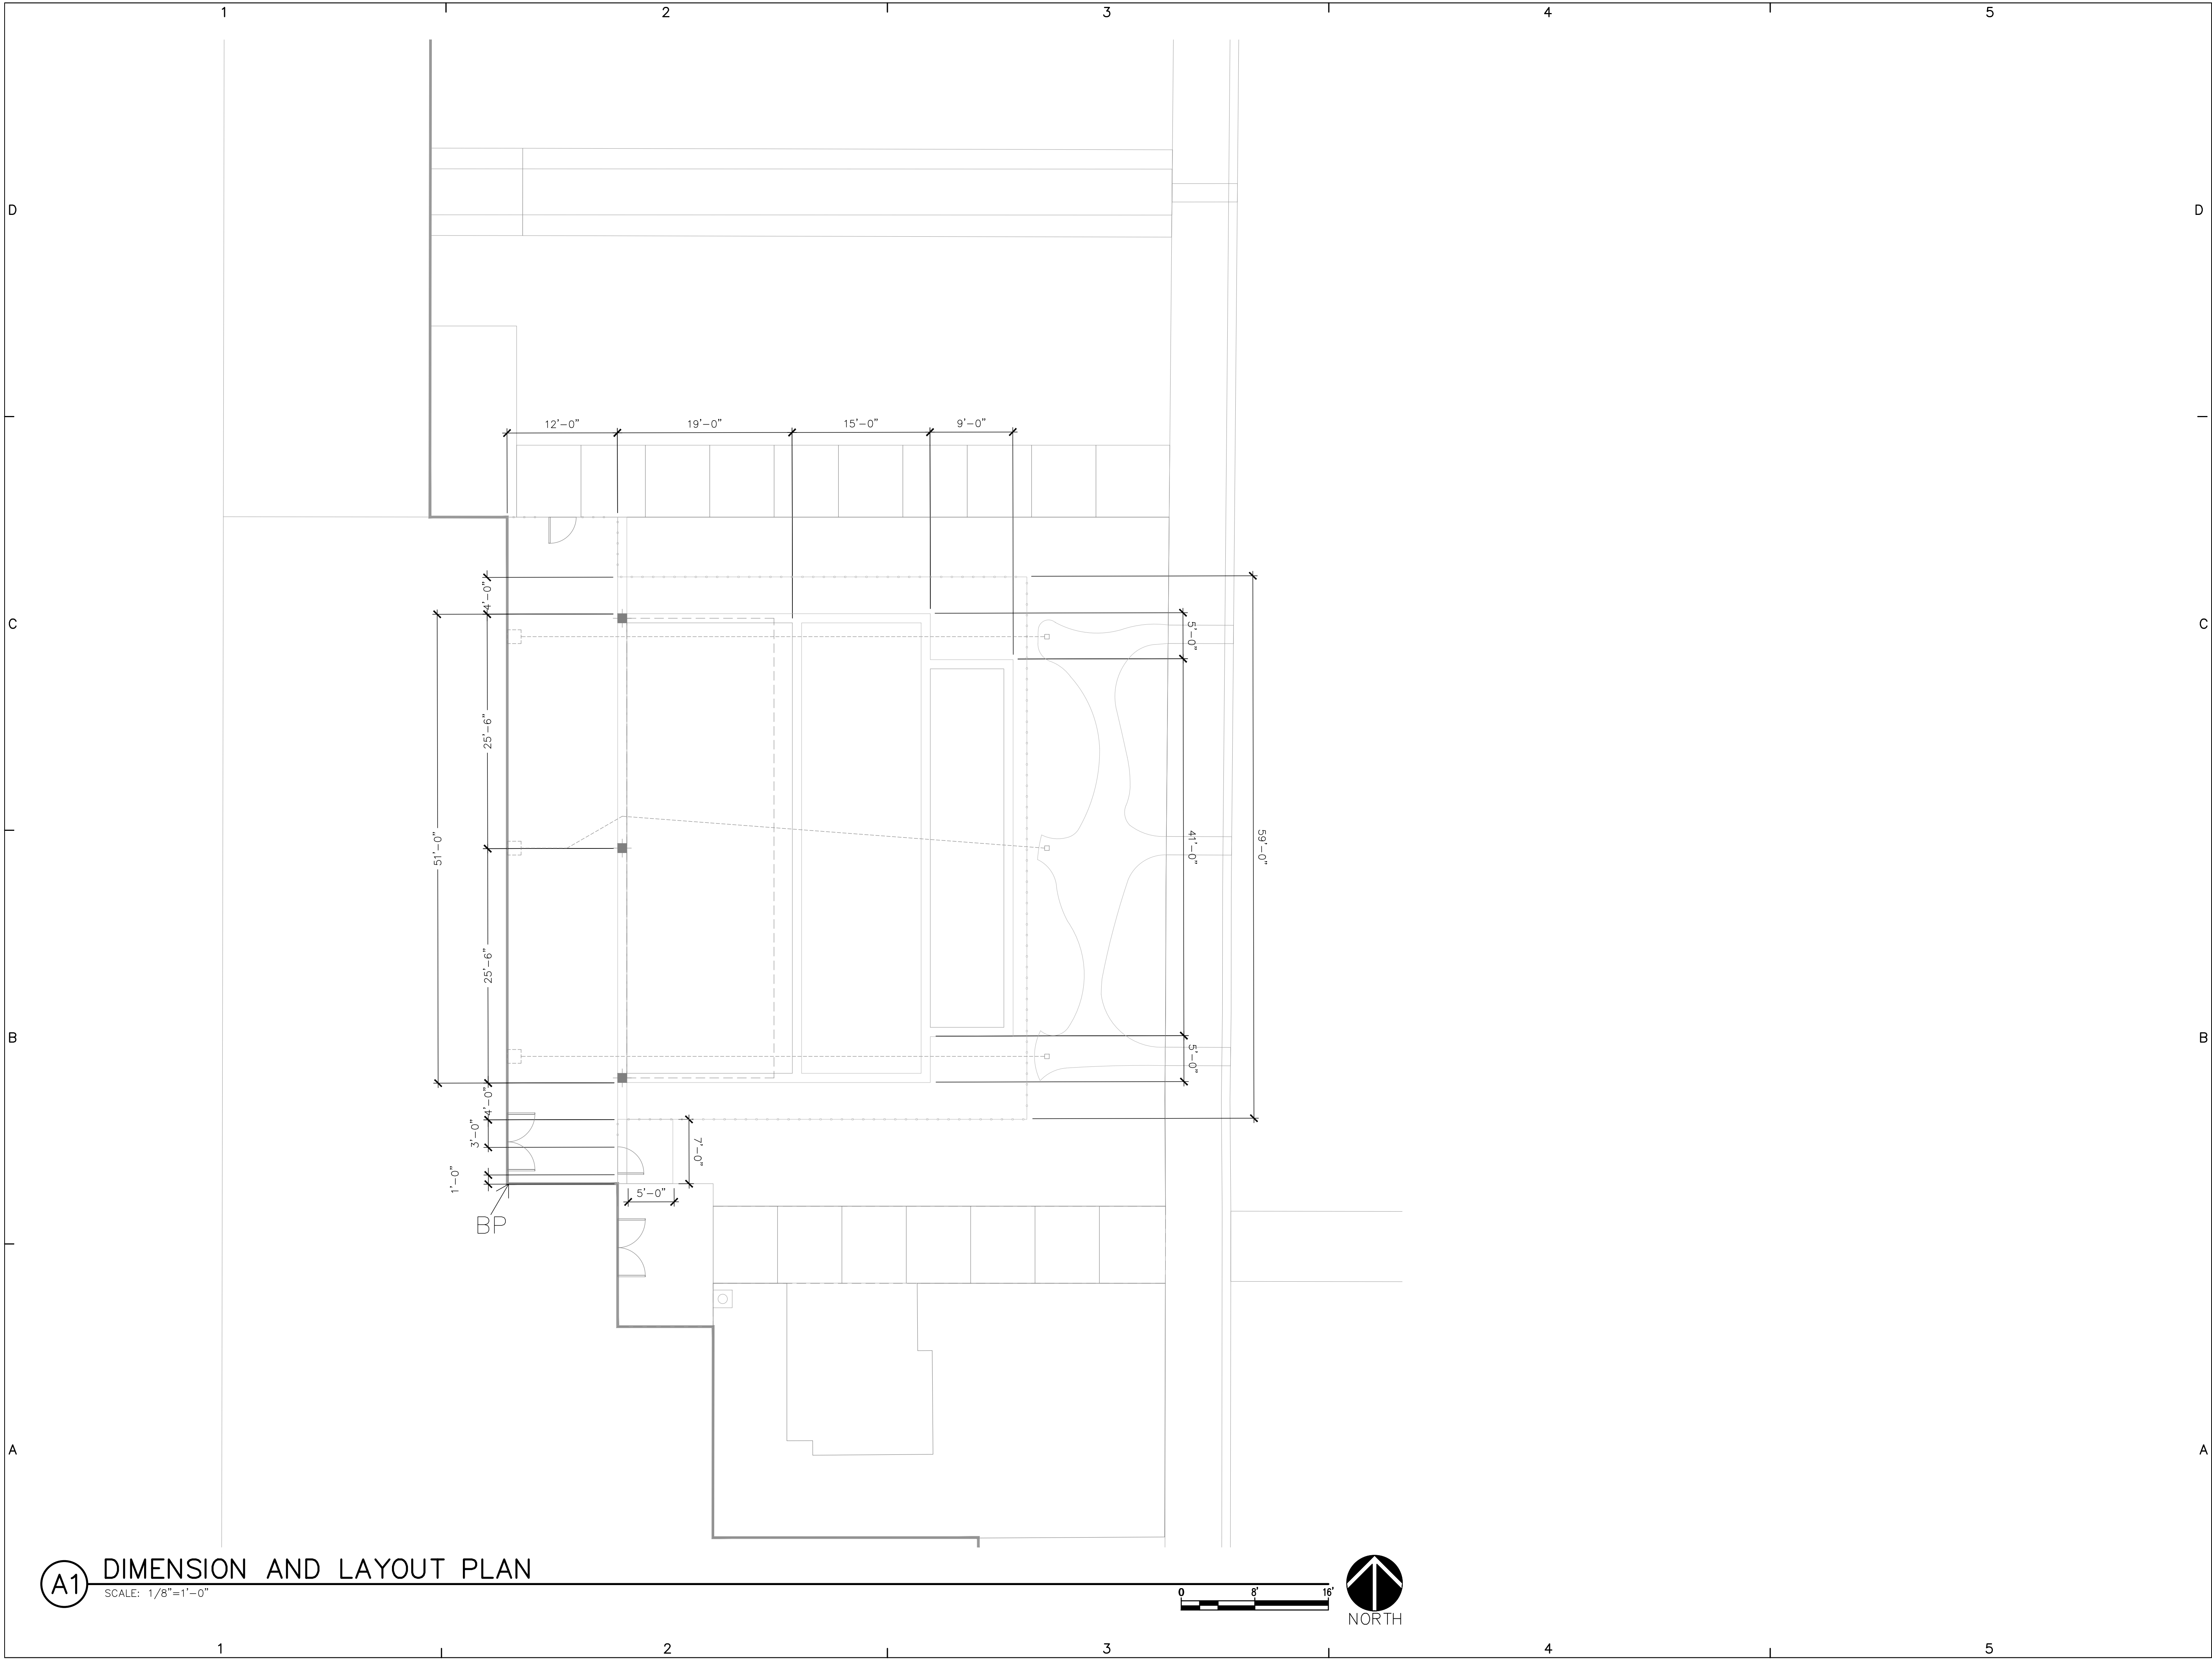 1 2 3 4 5
D D
12'-0" 19'-0" 15'-0" 9'-0"
4'-0"
C C
5'-0"
25'-6"
51'-0" 41'-0" 59'-0"
25'-6"
B B
5'-0"
4'-0"
3'-0"
7'-0"
1'-0"
5'-0"
BP
A A
A1 DIMENSION AND LAYOUT PLAN
SCALE: 1/8"=1'-0"
0 8' 16'
NORTH
1 2 3 4 5